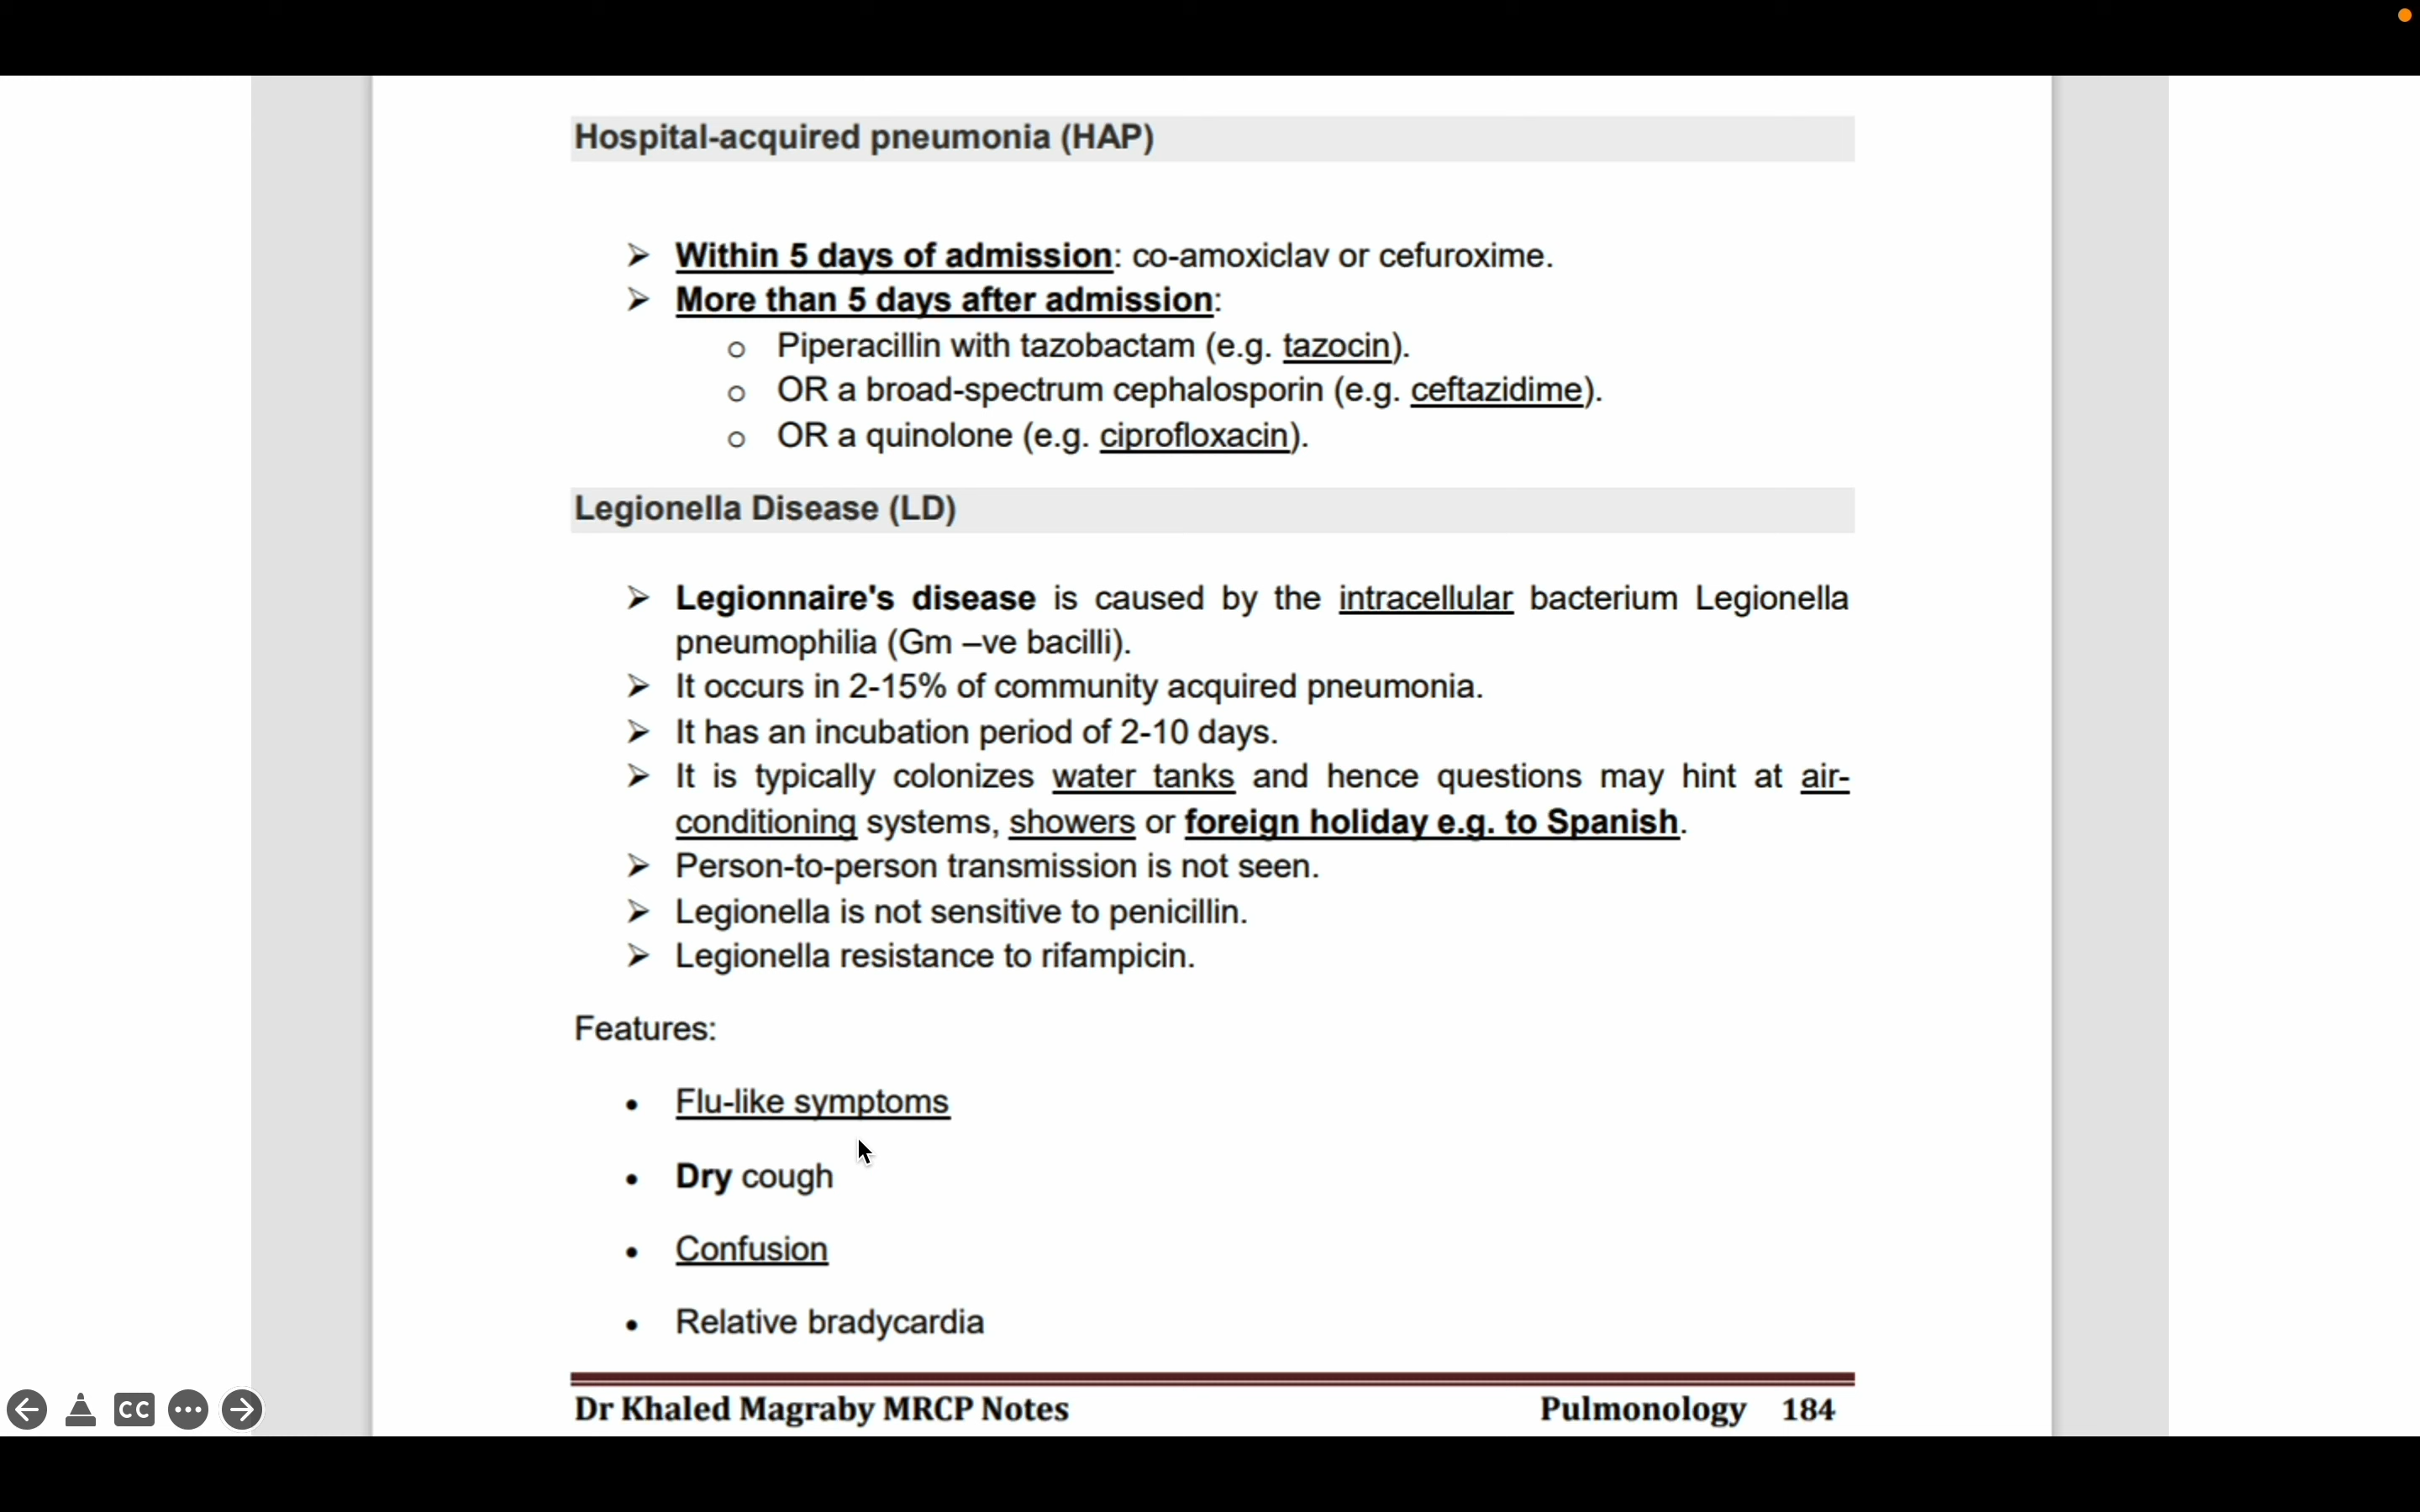 Hospital-acquired pneumonia (HAP)
➢ Within 5 days of admission: co-amoxiclav or cefuroxime.
➢ More than 5 days after admission:
o Piperacillin with tazobactam (e.g. tazocin).
o OR a broad-spectrum cephalosporin (e.g. ceftazidime).
o OR a quinolone (e.g. ciprofloxacin).
Legionella Disease (LD)
➢ Legionnaire's disease is caused by the intracellular bacterium Legionella
pneumophilia (Gm –ve bacilli).
➢ It occurs in 2-15% of community acquired pneumonia.
➢ It has an incubation period of 2-10 days.
➢ It is typically colonizes water tanks and hence questions may hint at air-
conditioning systems, showers or foreign holiday e.g. to Spanish.
➢ Person-to-person transmission is not seen.
➢ Legionella is not sensitive to penicillin.
➢ Legionella resistance to rifampicin.
Features:
• Flu-like symptoms
• Dry cough
• Confusion
• Relative bradycardia
Dr Khaled Magraby MRCP Notes Pulmonology 184
CC